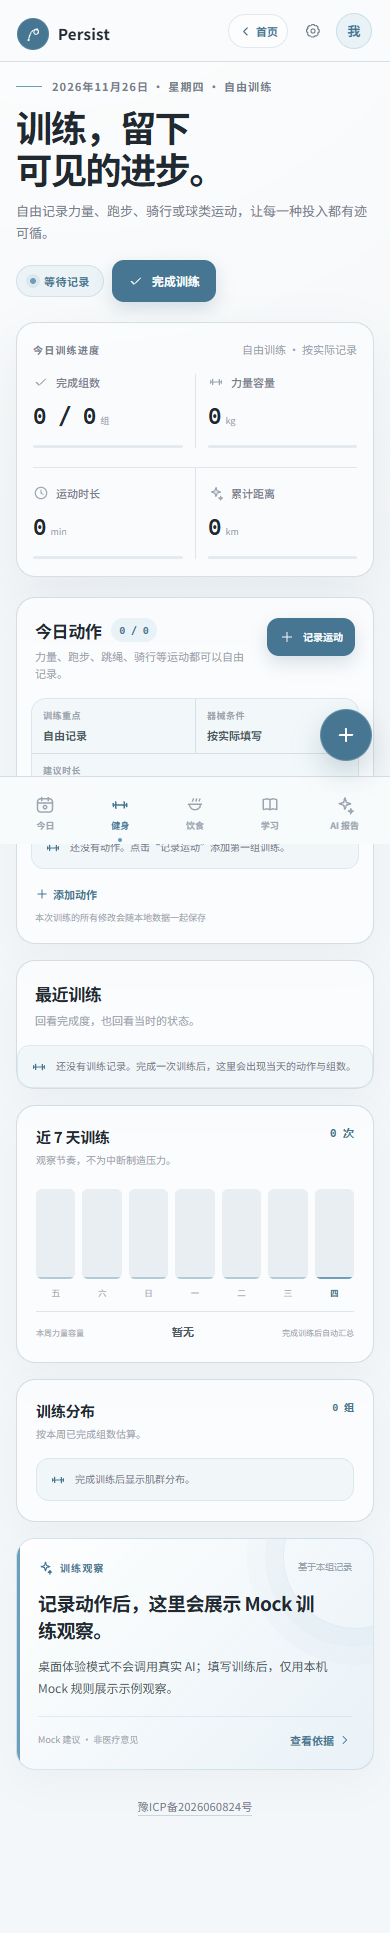 Persist
首页
我
2026年11月26日 · 星期四 · 自由训练
训练，留下
可见的进步。
自由记录力量、跑步、骑行或球类运动，让每一种投入都有迹
可循。
等待记录
完成训练
今日训练进度
自由训练 · 按实际记录
完成组数
0 / 0 组
力量容量
0 kg
运动时长
0 min
累计距离
0 km
今日动作
0 / 0
记录运动
力量、跑步、跳绳、骑行等运动都可以自由
记录。
训练重点
自由记录
器械条件
按实际填写
建议时长
今日
健身
饮食
学习
AI 报告
还没有动作。点击“记录运动”添加第一组训练。
添加动作
本次训练的所有修改会随本地数据一起保存
最近训练
回看完成度，也回看当时的状态。
还没有训练记录。完成一次训练后，这里会出现当天的动作与组数。
近 7 天训练
0 次
观察节奏，不为中断制造压力。
五
六
日
一
二
三
四
本周力量容量
暂无
完成训练后自动汇总
训练分布
0 组
按本周已完成组数估算。
完成训练后显示肌群分布。
训练观察
基于本组记录
记录动作后，这里会展示 Mock 训
练观察。
桌面体验模式不会调用真实 AI；填写训练后，仅用本机
Mock 规则展示示例观察。
Mock 建议 · 非医疗意见
查看依据
豫ICP备2026060824号